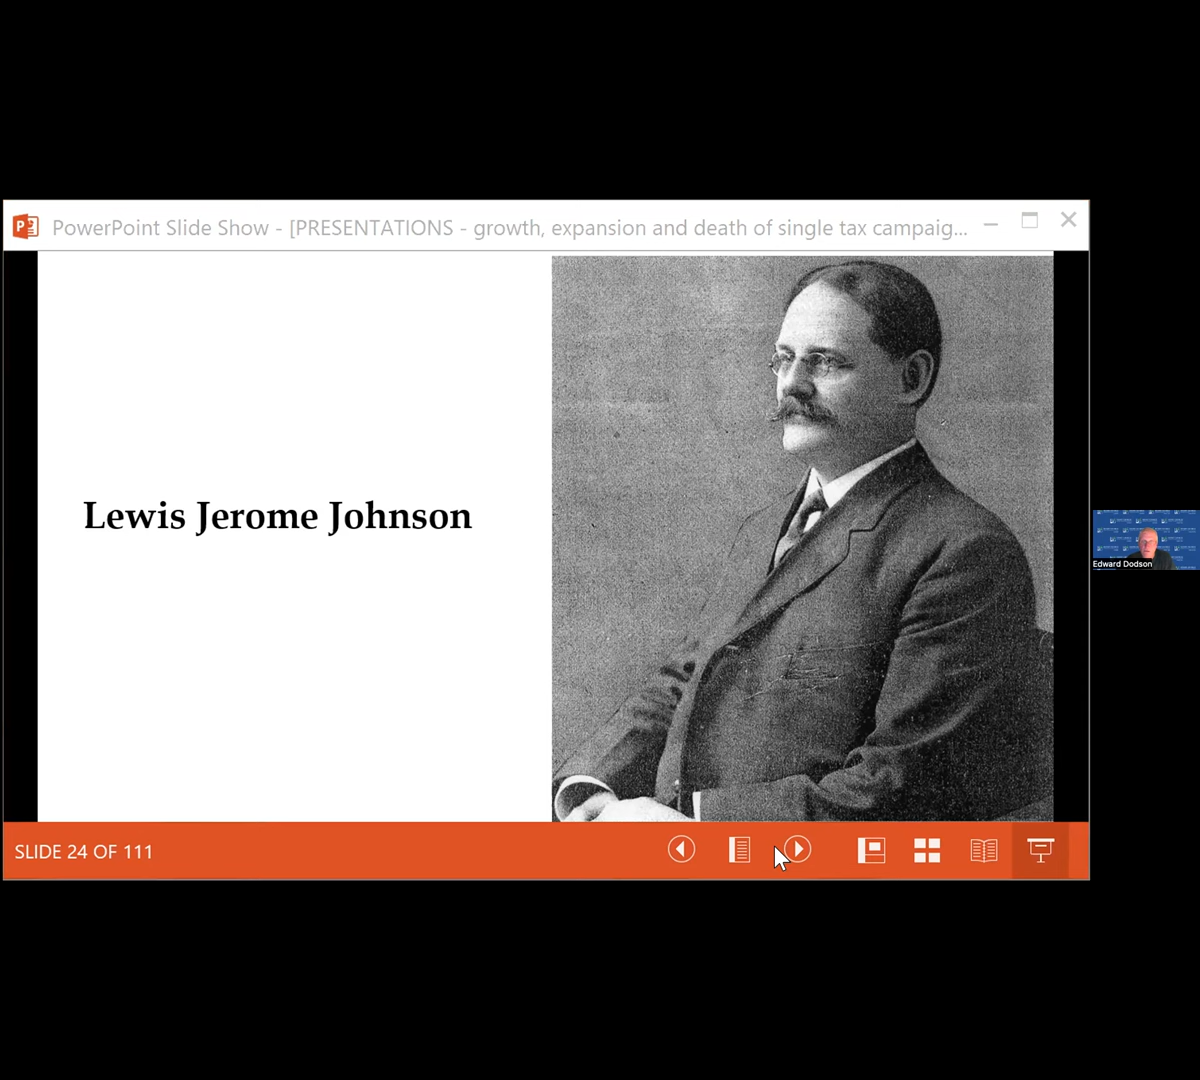 PowerPoint Slide Show - [PRESENTATIONS - growth, expansion and death of single tax campaig...
Lewis Jerome Johnson
Edward Dodson
SLIDE 24 OF 111